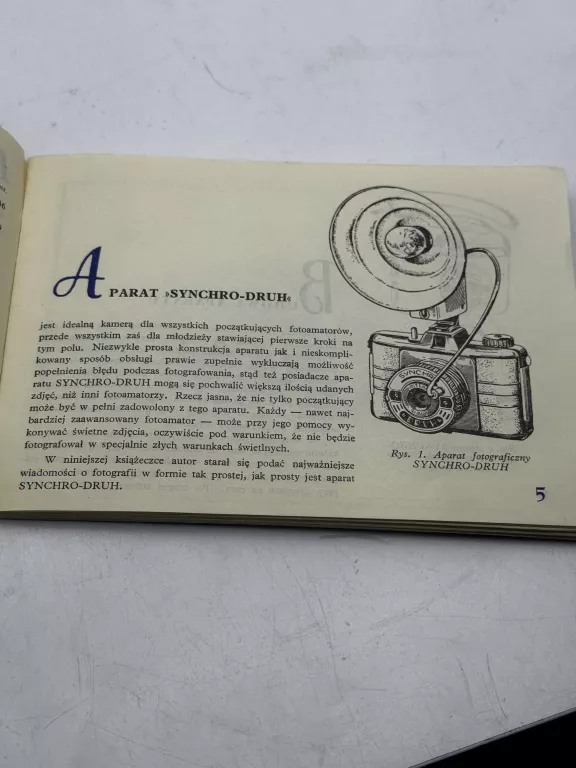 APARAT »SYNCHRO-DRUH«
jest idealną kamerą dla wszystkich początkujących fotoamatorów,
przede wszystkim zaś dla młodzieży stawiającej pierwsze kroki na
tym polu. Niezwykle prosta konstrukcja aparatu jak i nieskompli-
kowany sposób obsługi prawie zupełnie wykluczają możliwość
popełnienia błędu podczas fotografowania, stąd też posiadacze apa-
ratu SYNCHRO-DRUH mogą się pochwalić większą ilością udanych
zdjęć, niż inni fotoamatorzy. Rzecz jasna, że nie tylko początkujący
może być w pełni zadowolony z tego aparatu. Każdy — nawet naj-
bardziej zaawansowany fotoamator — może przy jego pomocy wy-
konywać świetne zdjęcia, oczywiście pod warunkiem, że nie będzie
fotografował w specjalnie złych warunkach świetlnych.
W niniejszej książeczce autor starał się podać najważniejsze
wiadomości o fotografii w formie tak prostej, jak prosty jest aparat
SYNCHRO-DRUH.
SYNCHRO
Rys. 1. Aparat fotograficzny
SYNCHRO-DRUH
5